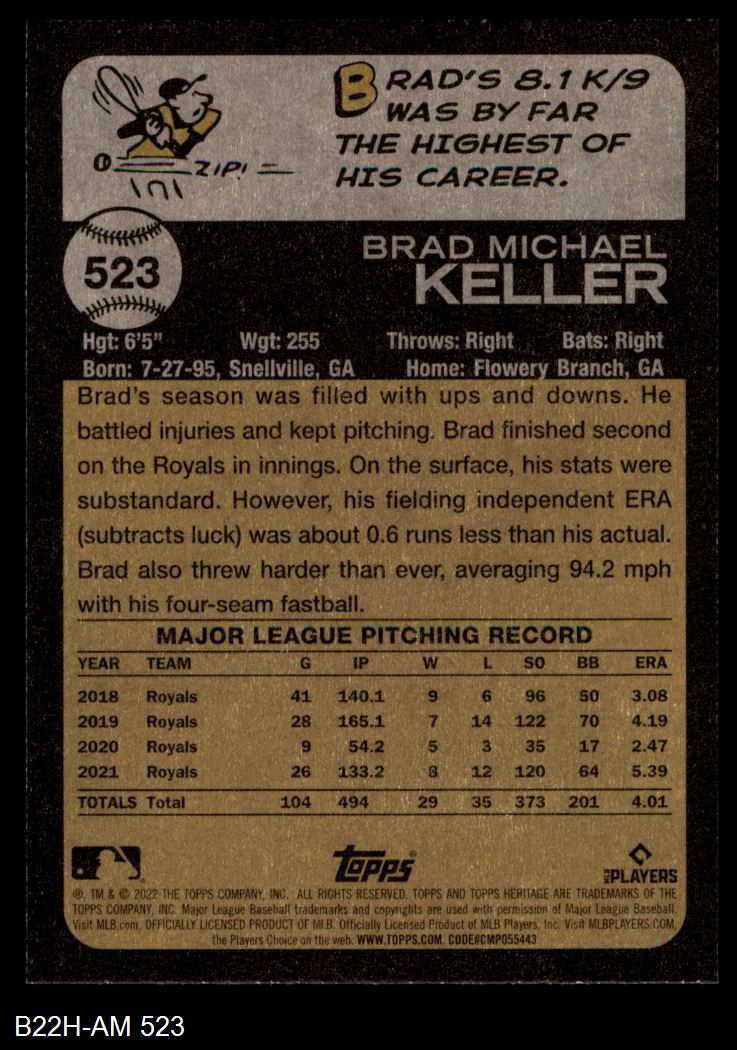 BRAD'S 8.1 K/9
WAS BY FAR
THE HIGHEST OF
HIS CAREER.
ZIP!
523
BRAD MICHAEL
KELLER
Hgt: 6'5" Wgt: 255 Throws: Right Bats: Right
Born: 7-27-95, Snellville, GA Home: Flowery Branch, GA
Brad's season was filled with ups and downs. He
battled injuries and kept pitching. Brad finished second
on the Royals in innings. On the surface, his stats were
substandard. However, his fielding independent ERA
(subtracts luck) was about 0.6 runs less than his actual.
Brad also threw harder than ever, averaging 94.2 mph
with his four-seam fastball.
MAJOR LEAGUE PITCHING RECORD
YEAR TEAM G IP W L SO BB ERA
2018 Royals 41 140.1 9 6 96 50 3.08
2019 Royals 28 165.1 7 14 122 70 4.19
2020 Royals 9 54.2 5 3 35 17 2.47
2021 Royals 26 133.2 8 12 120 64 5.39
TOTALS Total 104 494 29 35 373 201 4.01
TOPPS®
MLB PLAYERS
®, TM & © 2022 THE TOPPS COMPANY, INC. ALL RIGHTS RESERVED. TOPPS AND TOPPS HERITAGE ARE TRADEMARKS OF THE
TOPPS COMPANY, INC. Major League Baseball trademarks and copyrights are used with permission of Major League Baseball.
Visit MLB.com. OFFICIALLY LICENSED PRODUCT OF MLB. Officially Licensed Product of MLB Players, Inc. Visit MLBPLAYERS.COM,
the Players Choice on the web. WWW.TOPPS.COM. CODE#CMP055443
B22H-AM 523